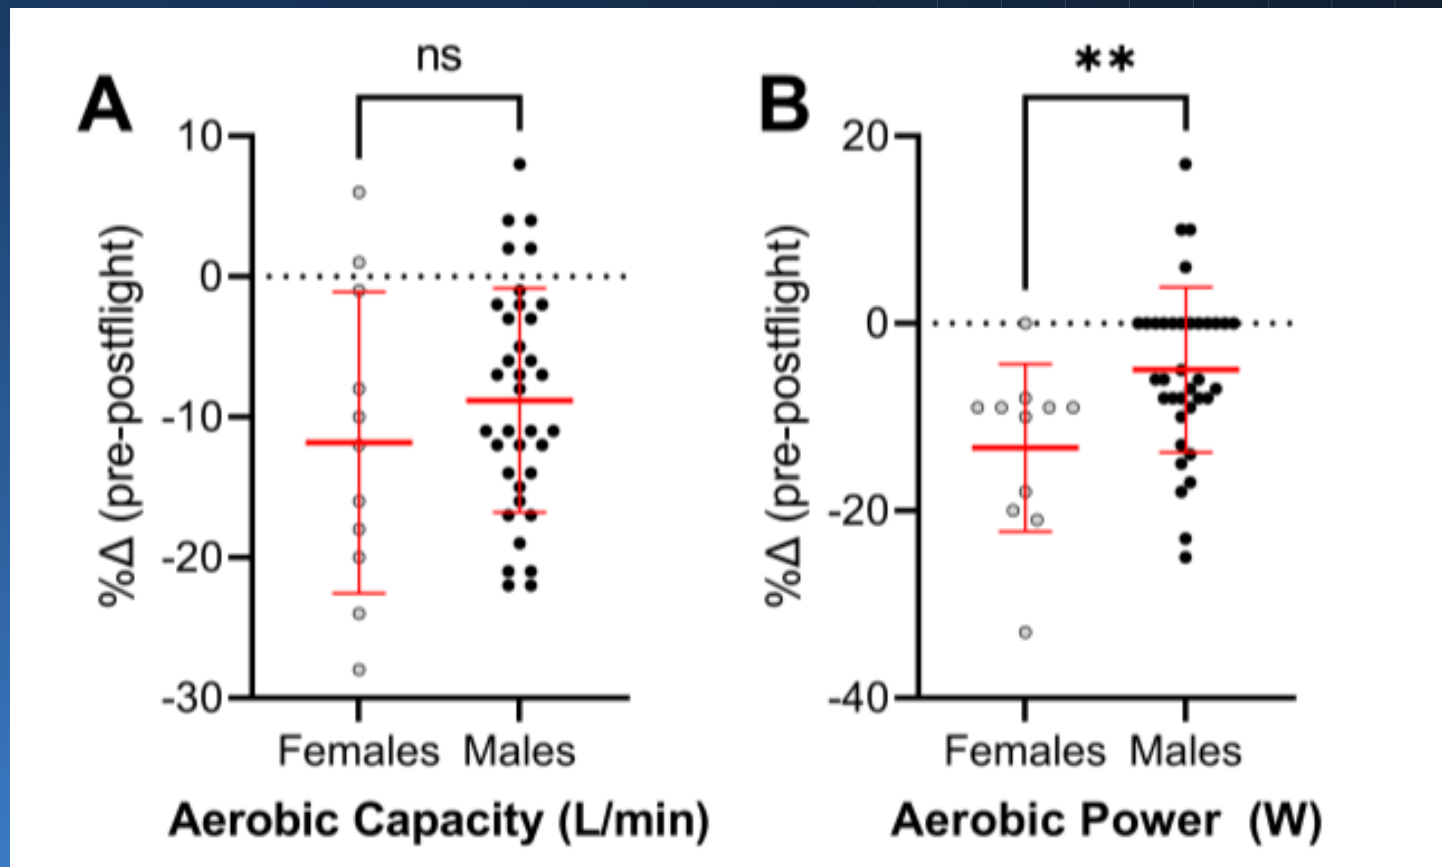 A
ns
10
0
-10
-20
-30
%Δ (pre-postflight)
Females Males
Aerobic Capacity (L/min)
B
**
20
0
-20
-40
%Δ (pre-postflight)
Females Males
Aerobic Power (W)